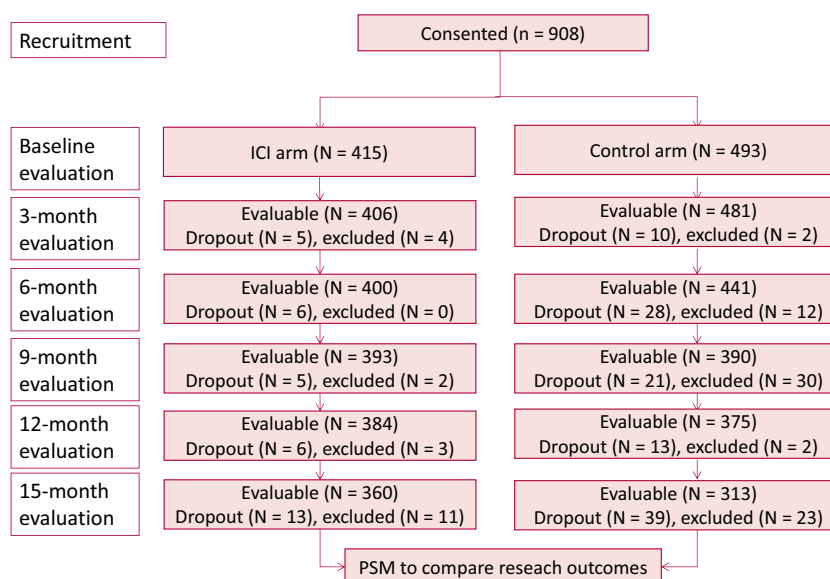 Recruitment
Consented (n = 908)
Baseline
evaluation
ICI arm (N = 415)
Control arm (N = 493)
3-month
evaluation
Evaluable (N = 406)
Dropout (N = 5), excluded (N = 4)
Evaluable (N = 481)
Dropout (N = 10), excluded (N = 2)
6-month
evaluation
Evaluable (N = 400)
Dropout (N = 6), excluded (N = 0)
Evaluable (N = 441)
Dropout (N = 28), excluded (N = 12)
9-month
evaluation
Evaluable (N = 393)
Dropout (N = 5), excluded (N = 2)
Evaluable (N = 390)
Dropout (N = 21), excluded (N = 30)
12-month
evaluation
Evaluable (N = 384)
Dropout (N = 6), excluded (N = 3)
Evaluable (N = 375)
Dropout (N = 13), excluded (N = 2)
15-month
evaluation
Evaluable (N = 360)
Dropout (N = 13), excluded (N = 11)
Evaluable (N = 313)
Dropout (N = 39), excluded (N = 23)
PSM to compare reseach outcomes